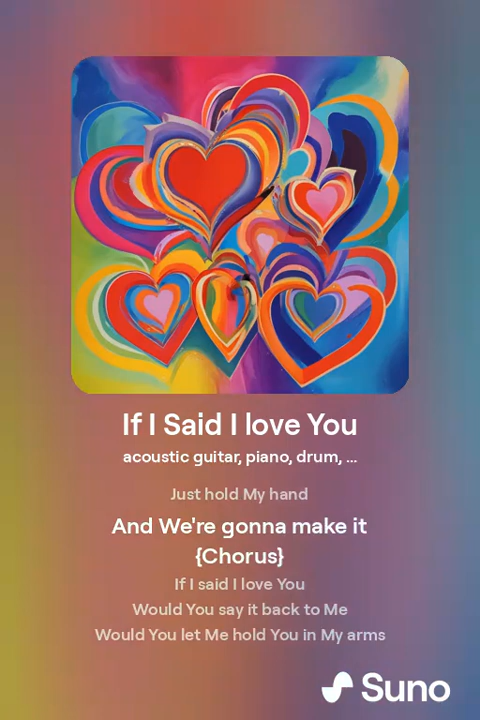 If I Said I love You
acoustic guitar, piano, drum, ...
Just hold My hand
And We're gonna make it
{Chorus}
If I said I love You
Would You say it back to Me
Would You let Me hold You in My arms
Suno